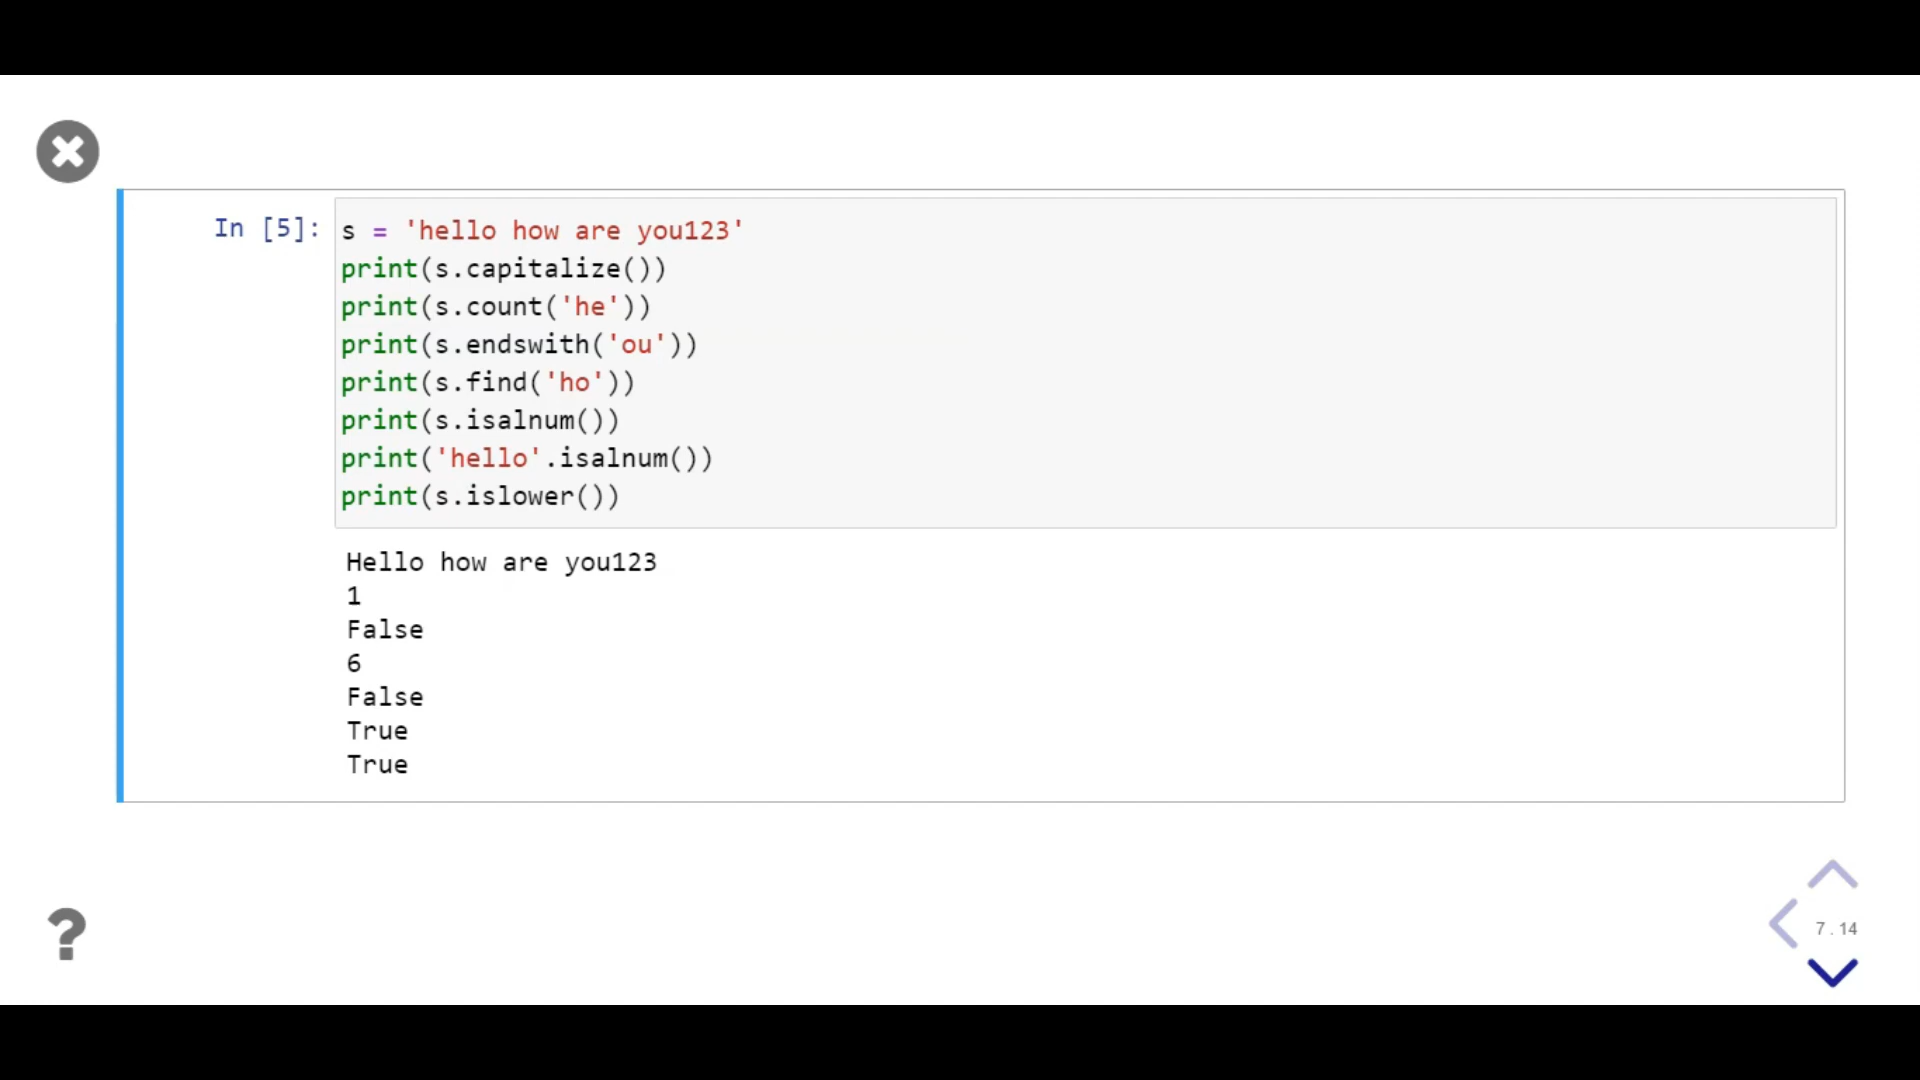 In [5]: s = 'hello how are you123'
print(s.capitalize())
print(s.count('he'))
print(s.endswith('ou'))
print(s.find('ho'))
print(s.isalnum())
print('hello'.isalnum())
print(s.islower())
Hello how are you123
1
False
6
False
True
True
?
7 . 14